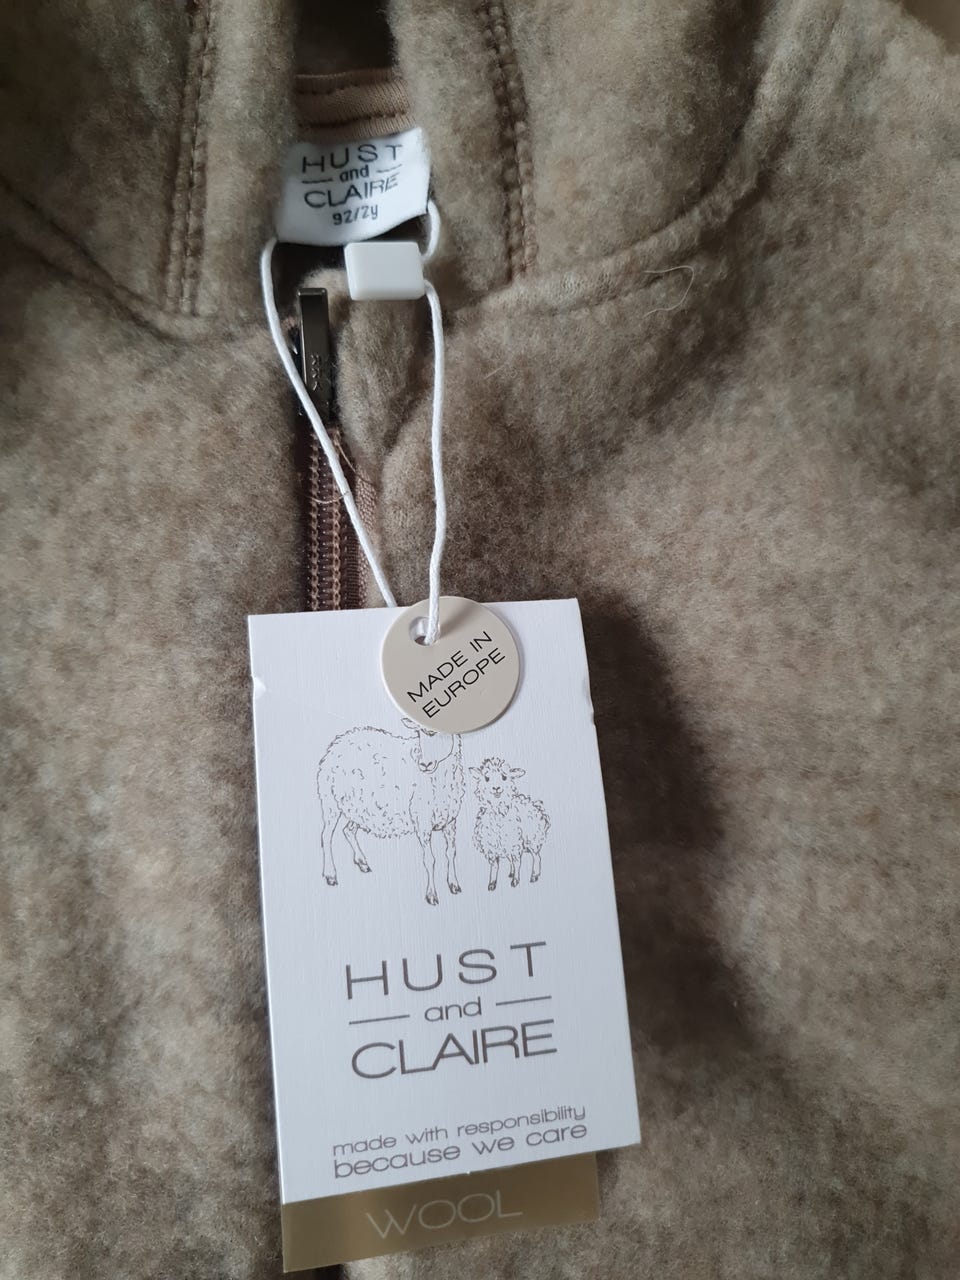 HUST
and
CLAIRE
92/2y
MADE IN
EUROPE
HUST
and
CLAIRE
made with responsibility
because we care
WOOL